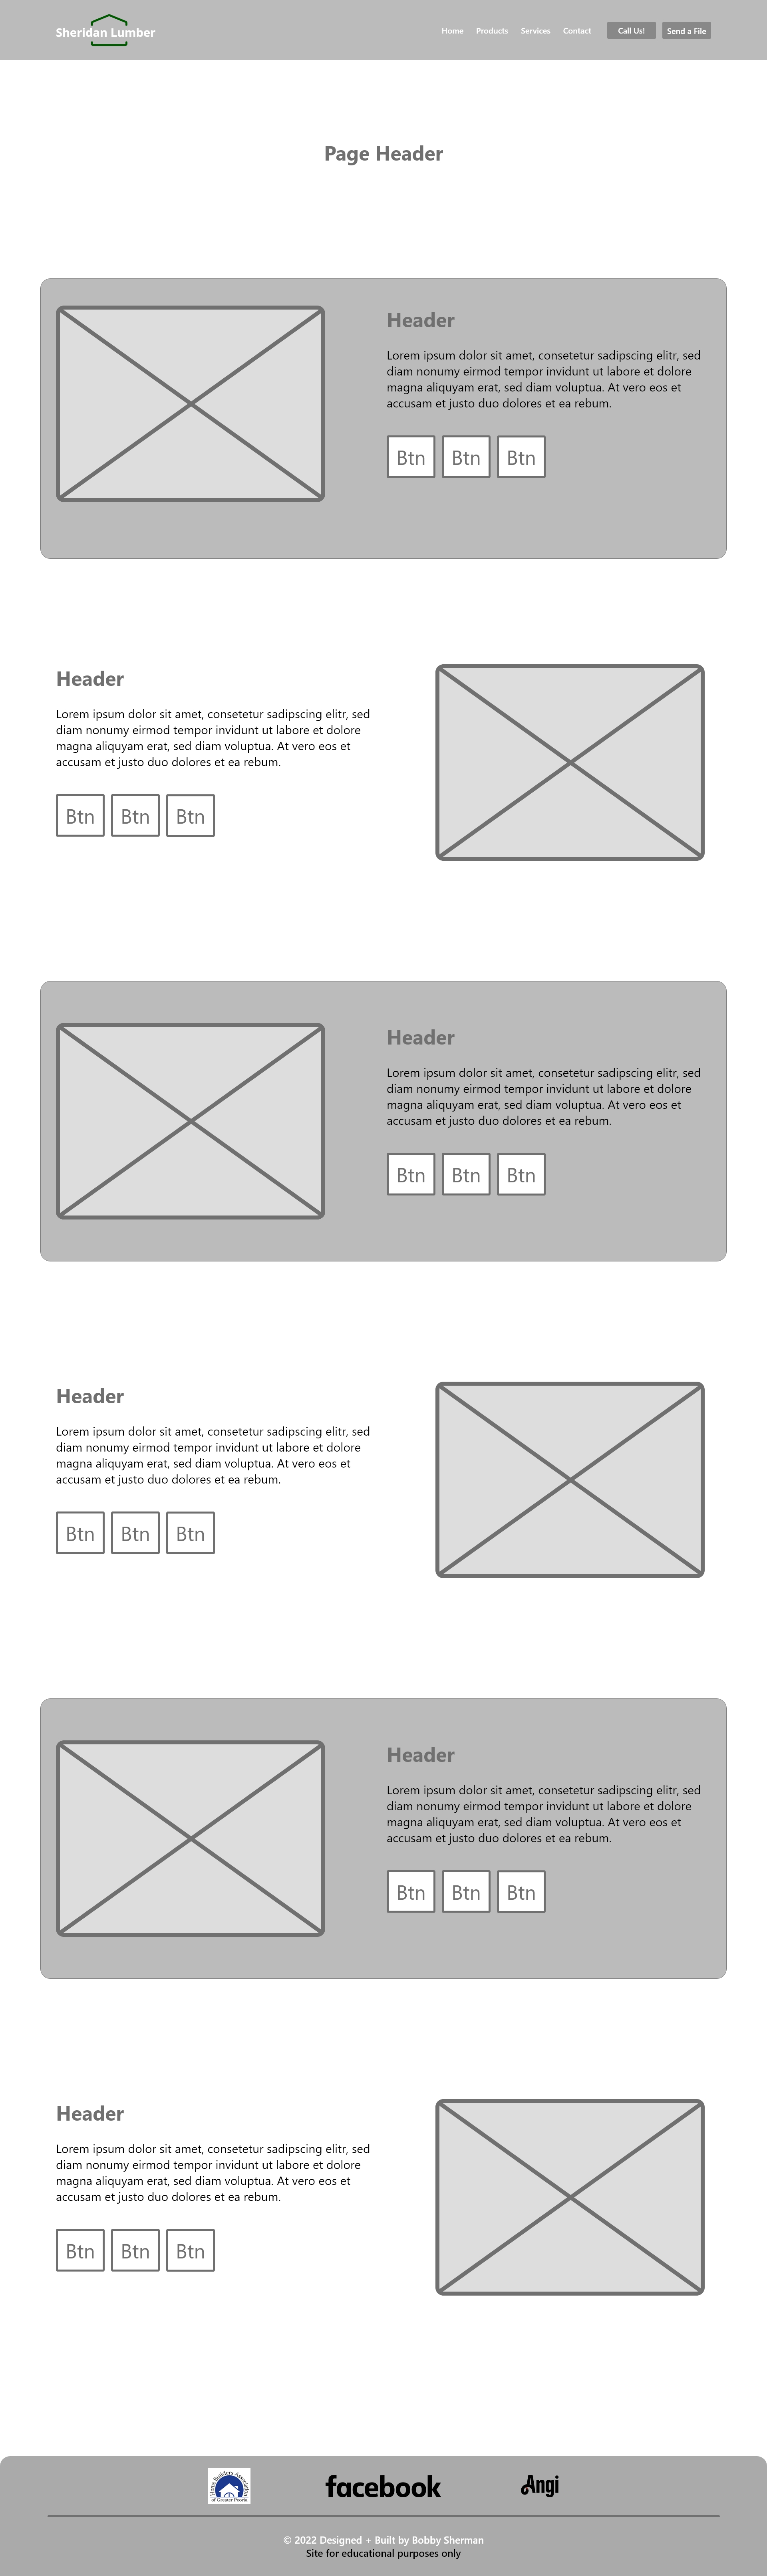 Sheridan Lumber
Home Products Services Contact Call Us! Send a File
Page Header
Header
Lorem ipsum dolor sit amet, consetetur sadipscing elitr, sed
diam nonumy eirmod tempor invidunt ut labore et dolore
magna aliquyam erat, sed diam voluptua. At vero eos et
accusam et justo duo dolores et ea rebum.
Btn Btn Btn
Header
Lorem ipsum dolor sit amet, consetetur sadipscing elitr, sed
diam nonumy eirmod tempor invidunt ut labore et dolore
magna aliquyam erat, sed diam voluptua. At vero eos et
accusam et justo duo dolores et ea rebum.
Btn Btn Btn
Header
Lorem ipsum dolor sit amet, consetetur sadipscing elitr, sed
diam nonumy eirmod tempor invidunt ut labore et dolore
magna aliquyam erat, sed diam voluptua. At vero eos et
accusam et justo duo dolores et ea rebum.
Btn Btn Btn
Header
Lorem ipsum dolor sit amet, consetetur sadipscing elitr, sed
diam nonumy eirmod tempor invidunt ut labore et dolore
magna aliquyam erat, sed diam voluptua. At vero eos et
accusam et justo duo dolores et ea rebum.
Btn Btn Btn
Header
Lorem ipsum dolor sit amet, consetetur sadipscing elitr, sed
diam nonumy eirmod tempor invidunt ut labore et dolore
magna aliquyam erat, sed diam voluptua. At vero eos et
accusam et justo duo dolores et ea rebum.
Btn Btn Btn
Header
Lorem ipsum dolor sit amet, consetetur sadipscing elitr, sed
diam nonumy eirmod tempor invidunt ut labore et dolore
magna aliquyam erat, sed diam voluptua. At vero eos et
accusam et justo duo dolores et ea rebum.
Btn Btn Btn
Home Builders Association
of Greater Peoria
facebook
Angi
© 2022 Designed + Built by Bobby Sherman
Site for educational purposes only